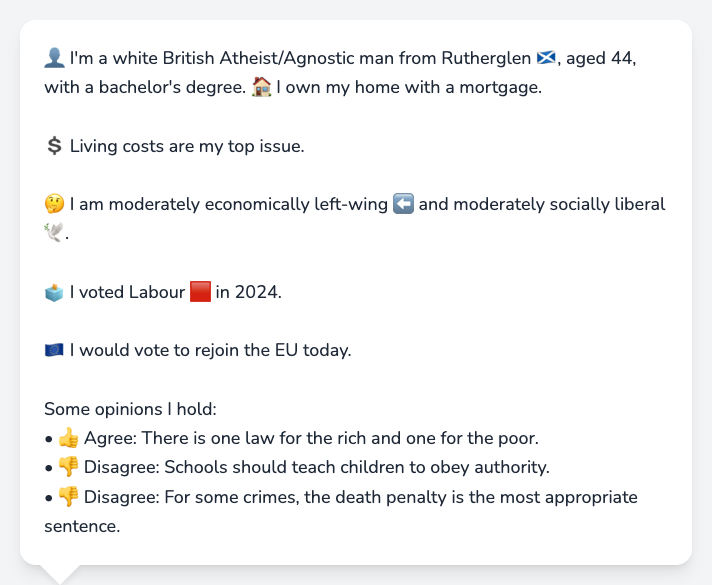 👤 I'm a white British Atheist/Agnostic man from Rutherglen 🏴󠁧󠁢󠁳󠁣󠁴󠁿, aged 44,
with a bachelor's degree. 🏠 I own my home with a mortgage.
💲 Living costs are my top issue.
🤔 I am moderately economically left-wing ⬅️ and moderately socially liberal
🕊️.
🗳️ I voted Labour 🟥 in 2024.
🇪🇺 I would vote to rejoin the EU today.
Some opinions I hold:
• 👍 Agree: There is one law for the rich and one for the poor.
• 👎 Disagree: Schools should teach children to obey authority.
• 👎 Disagree: For some crimes, the death penalty is the most appropriate
sentence.